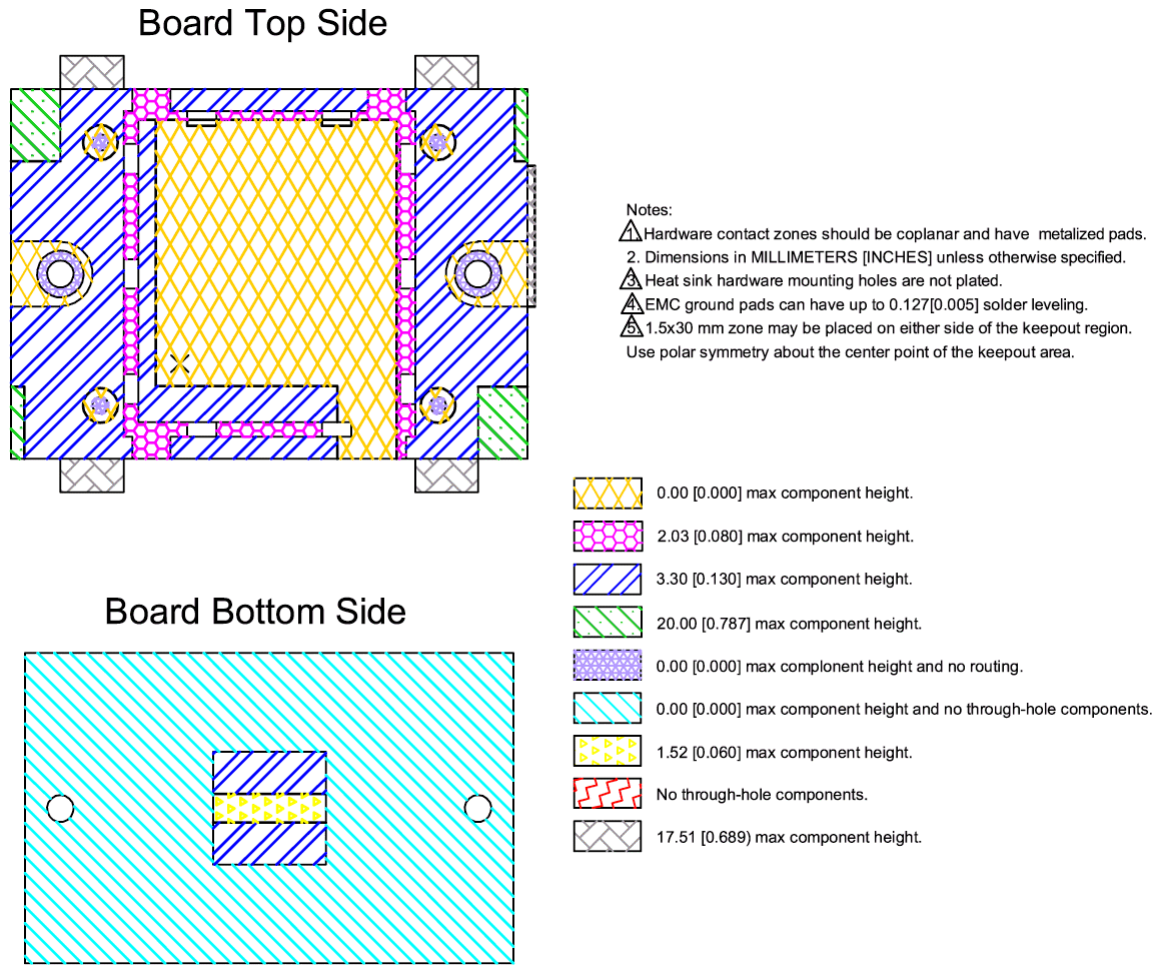 Board Top Side
Notes:
1 Hardware contact zones should be coplanar and have metalized pads.
2. Dimensions in MILLIMETERS [INCHES] unless otherwise specified.
3 Heat sink hardware mounting holes are not plated.
4 EMC ground pads can have up to 0.127[0.005] solder leveling.
5 1.5x30 mm zone may be placed on either side of the keepout region.
Use polar symmetry about the center point of the keepout area.
0.00 [0.000] max component height.
2.03 [0.080] max component height.
3.30 [0.130] max component height.
20.00 [0.787] max component height.
0.00 [0.000] max complonent height and no routing.
0.00 [0.000] max component height and no through-hole components.
1.52 [0.060] max component height.
No through-hole components.
17.51 [0.689) max component height.
Board Bottom Side